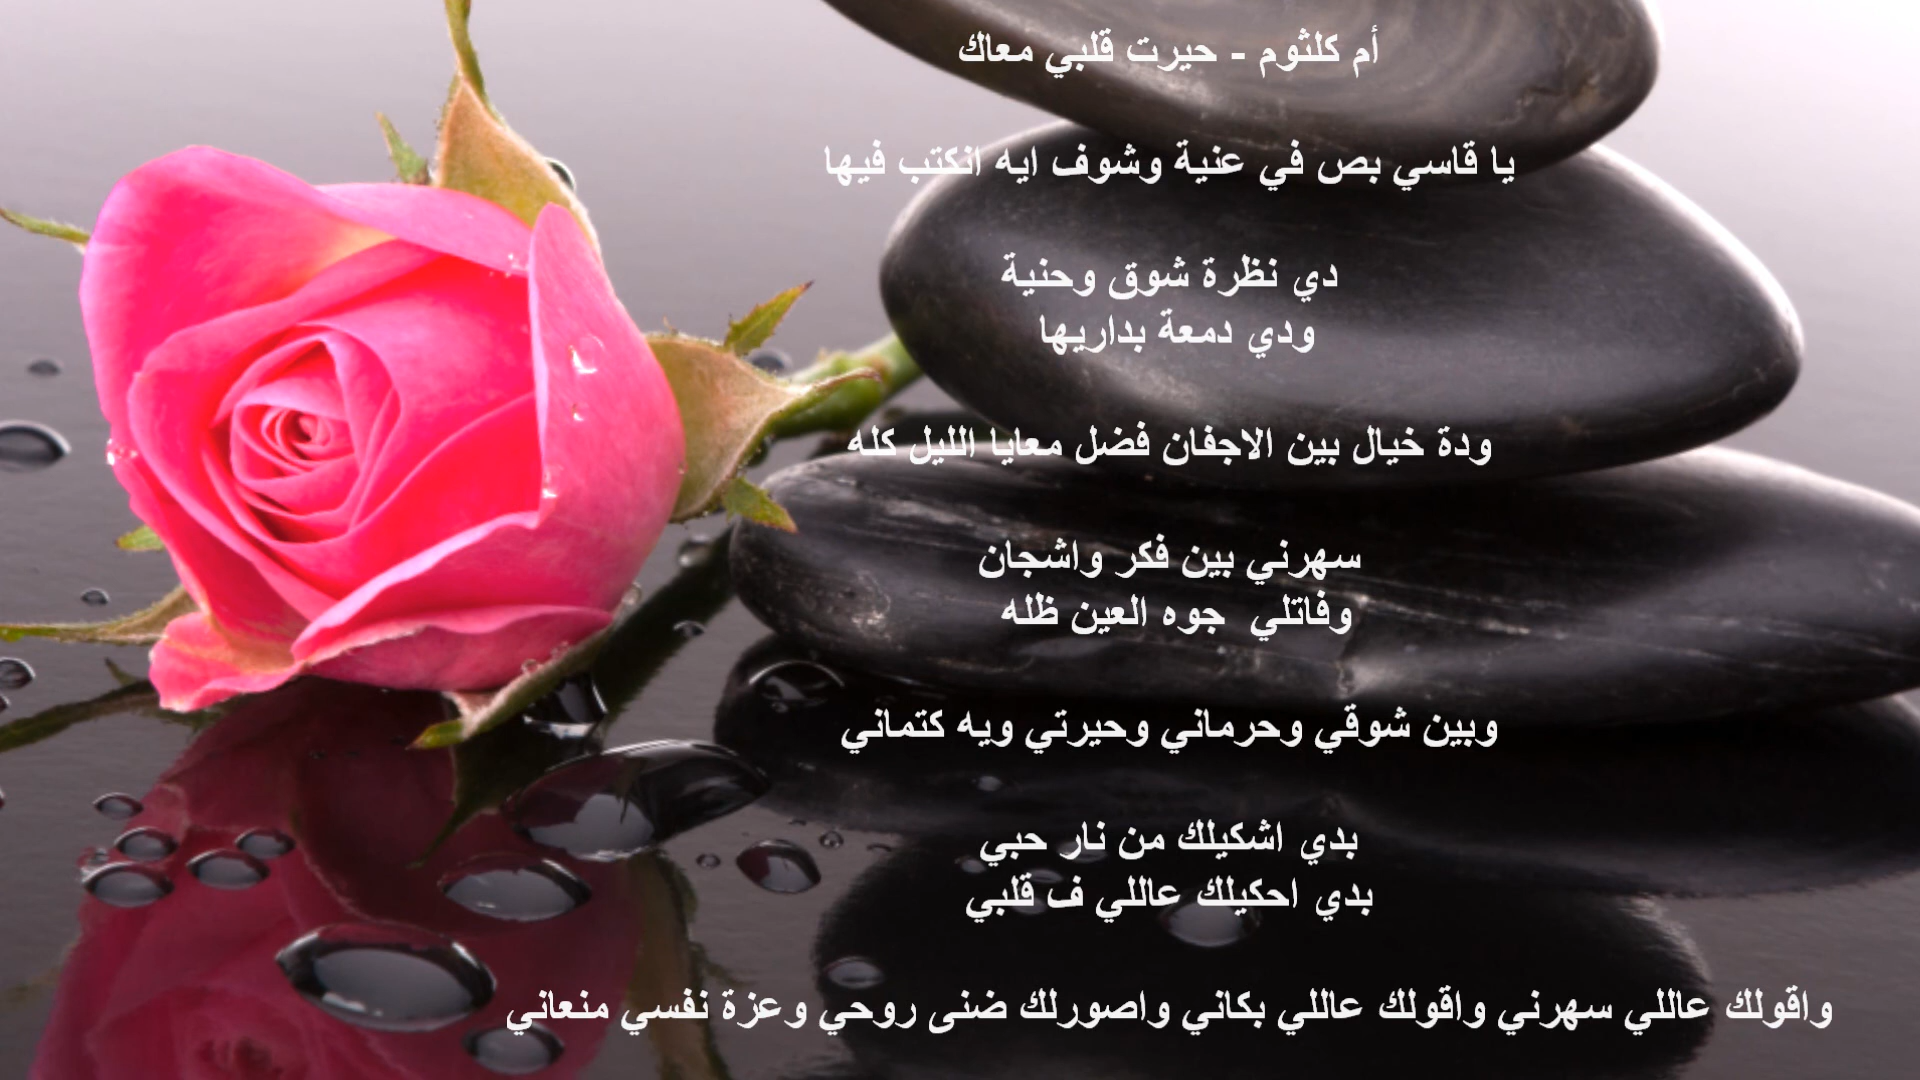 أم كلثوم - حيرت قلبي معاك
يا قاسي بص في عنية وشوف ايه انكتب فيها
دي نظرة شوق وحنية
ودي دمعة بداريها
ودة خيال بين الاجفان فضل معايا الليل كله
سهرني بين فكر واشجان
وفاتلي جوه العين ظله
وبين شوقي وحرماني وحيرتي ويه كتماني
بدي اشكيلك من نار حبي
بدي احكيلك عاللي ف قلبي
واقولك عاللي سهرني واقولك عاللي بكاني واصورلك ضنى روحي وعزة نفسي منعاني